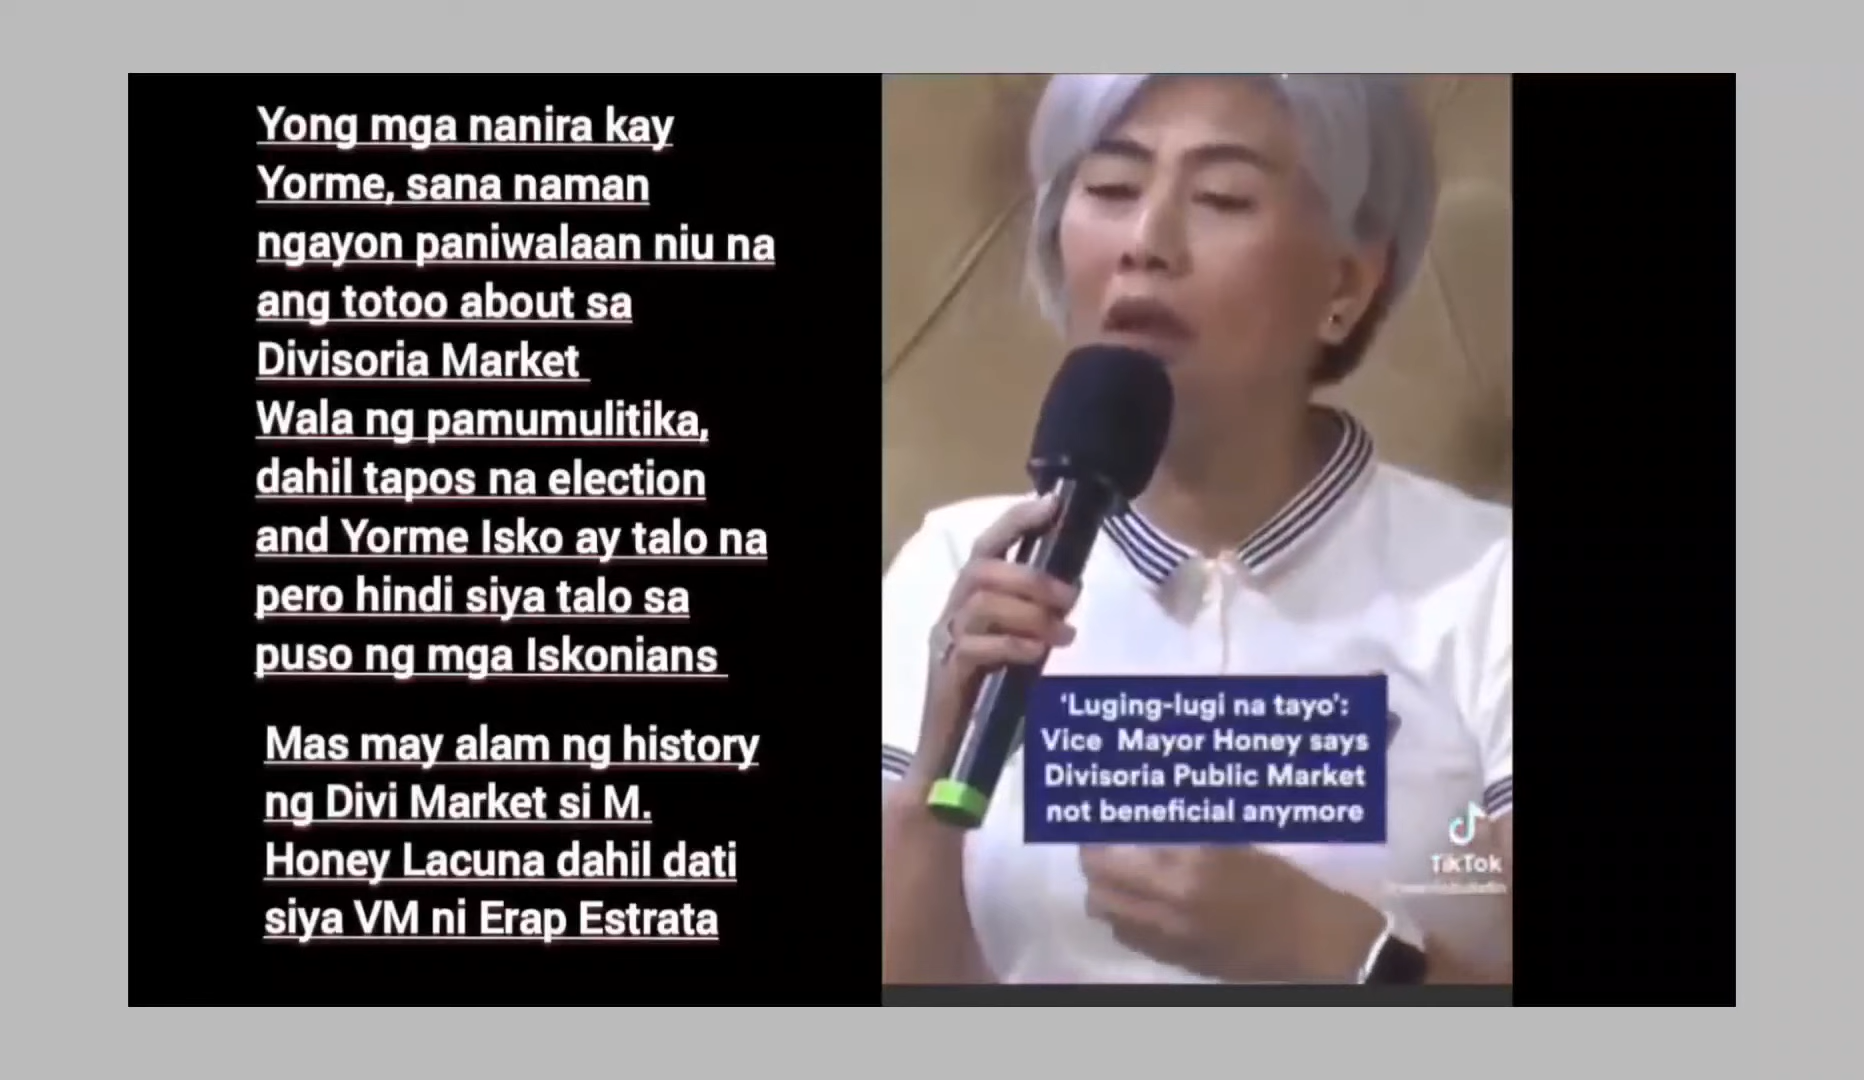 Yong mga nanira kay
Yorme, sana naman
ngayon paniwalaan niu na
ang totoo about sa
Divisoria Market
Wala ng pamumulitika,
dahil tapos na election
and Yorme Isko ay talo na
pero hindi siya talo sa
puso ng mga Iskonians
Mas may alam ng history
ng Divi Market si M.
Honey Lacuna dahil dati
siya VM ni Erap Estrata
‘Luging-lugi na tayo’:
Vice Mayor Honey says
Divisoria Public Market
not beneficial anymore
TikTok